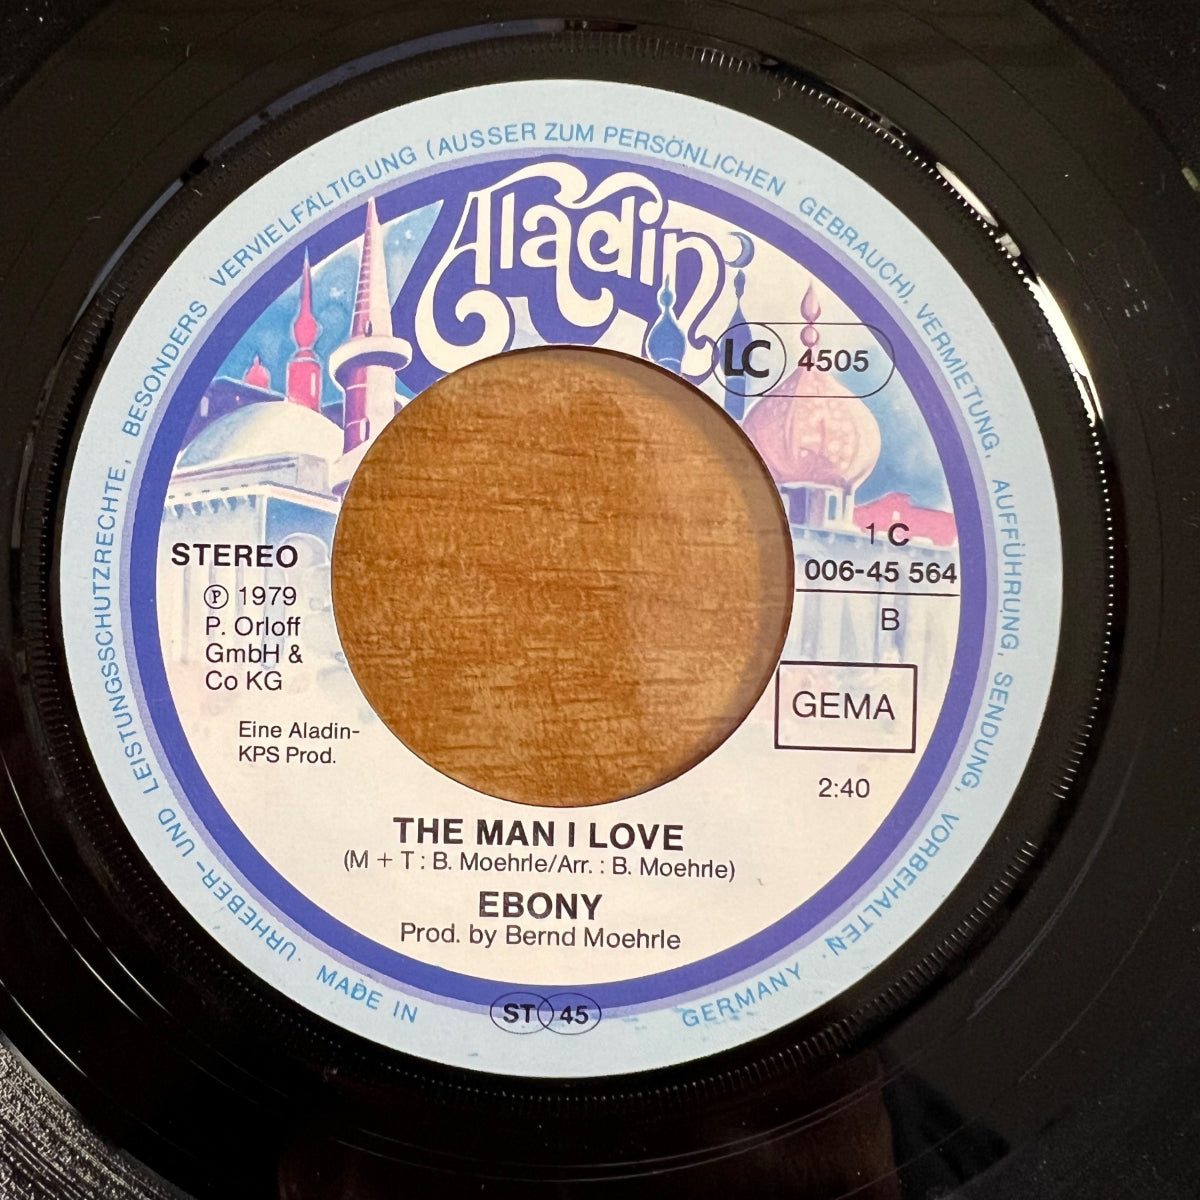 URHEBER- UND LEISTUNGSSCHUTZRECHTE, BESONDERS VERVIELFÄLTIGUNG (AUSSER ZUM PERSÖNLICHEN GEBRAUCH), VERMIETUNG, AUFFÜHRUNG, SENDUNG, VORBEHALTEN ·
Aladin
LC 4505
STEREO
℗ 1979
P. Orloff
GmbH &
Co KG
Eine Aladin-
KPS Prod.
1 C
006-45 564
B
GEMA
2:40
THE MAN I LOVE
(M + T : B. Moehrle/Arr. : B. Moehrle)
EBONY
Prod. by Bernd Moehrle
MADE IN GERMANY
ST 45